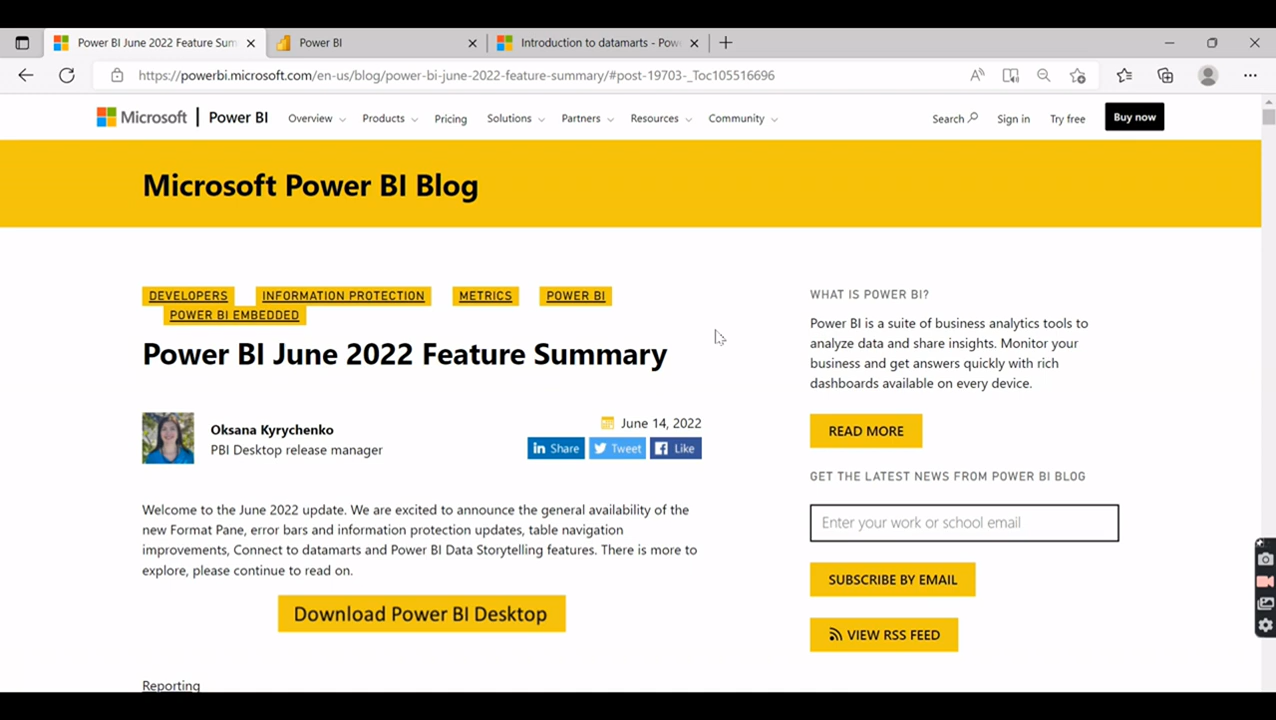 Power BI June 2022 Feature Sum
Power BI
Introduction to datamarts - Pow
https://powerbi.microsoft.com/en-us/blog/power-bi-june-2022-feature-summary/#post-19703-_Toc105516696
Microsoft | Power BI Overview Products Pricing Solutions Partners Resources Community Search Sign in Try free Buy now
Microsoft Power BI Blog
DEVELOPERS INFORMATION PROTECTION METRICS POWER BI
POWER BI EMBEDDED
Power BI June 2022 Feature Summary
Oksana Kyrychenko
PBI Desktop release manager
June 14, 2022
in Share Tweet Like
Welcome to the June 2022 update. We are excited to announce the general availability of the
new Format Pane, error bars and information protection updates, table navigation
improvements, Connect to datamarts and Power BI Data Storytelling features. There is more to
explore, please continue to read on.
Download Power BI Desktop
Reporting
WHAT IS POWER BI?
Power BI is a suite of business analytics tools to
analyze data and share insights. Monitor your
business and get answers quickly with rich
dashboards available on every device.
READ MORE
GET THE LATEST NEWS FROM POWER BI BLOG
Enter your work or school email
SUBSCRIBE BY EMAIL
VIEW RSS FEED